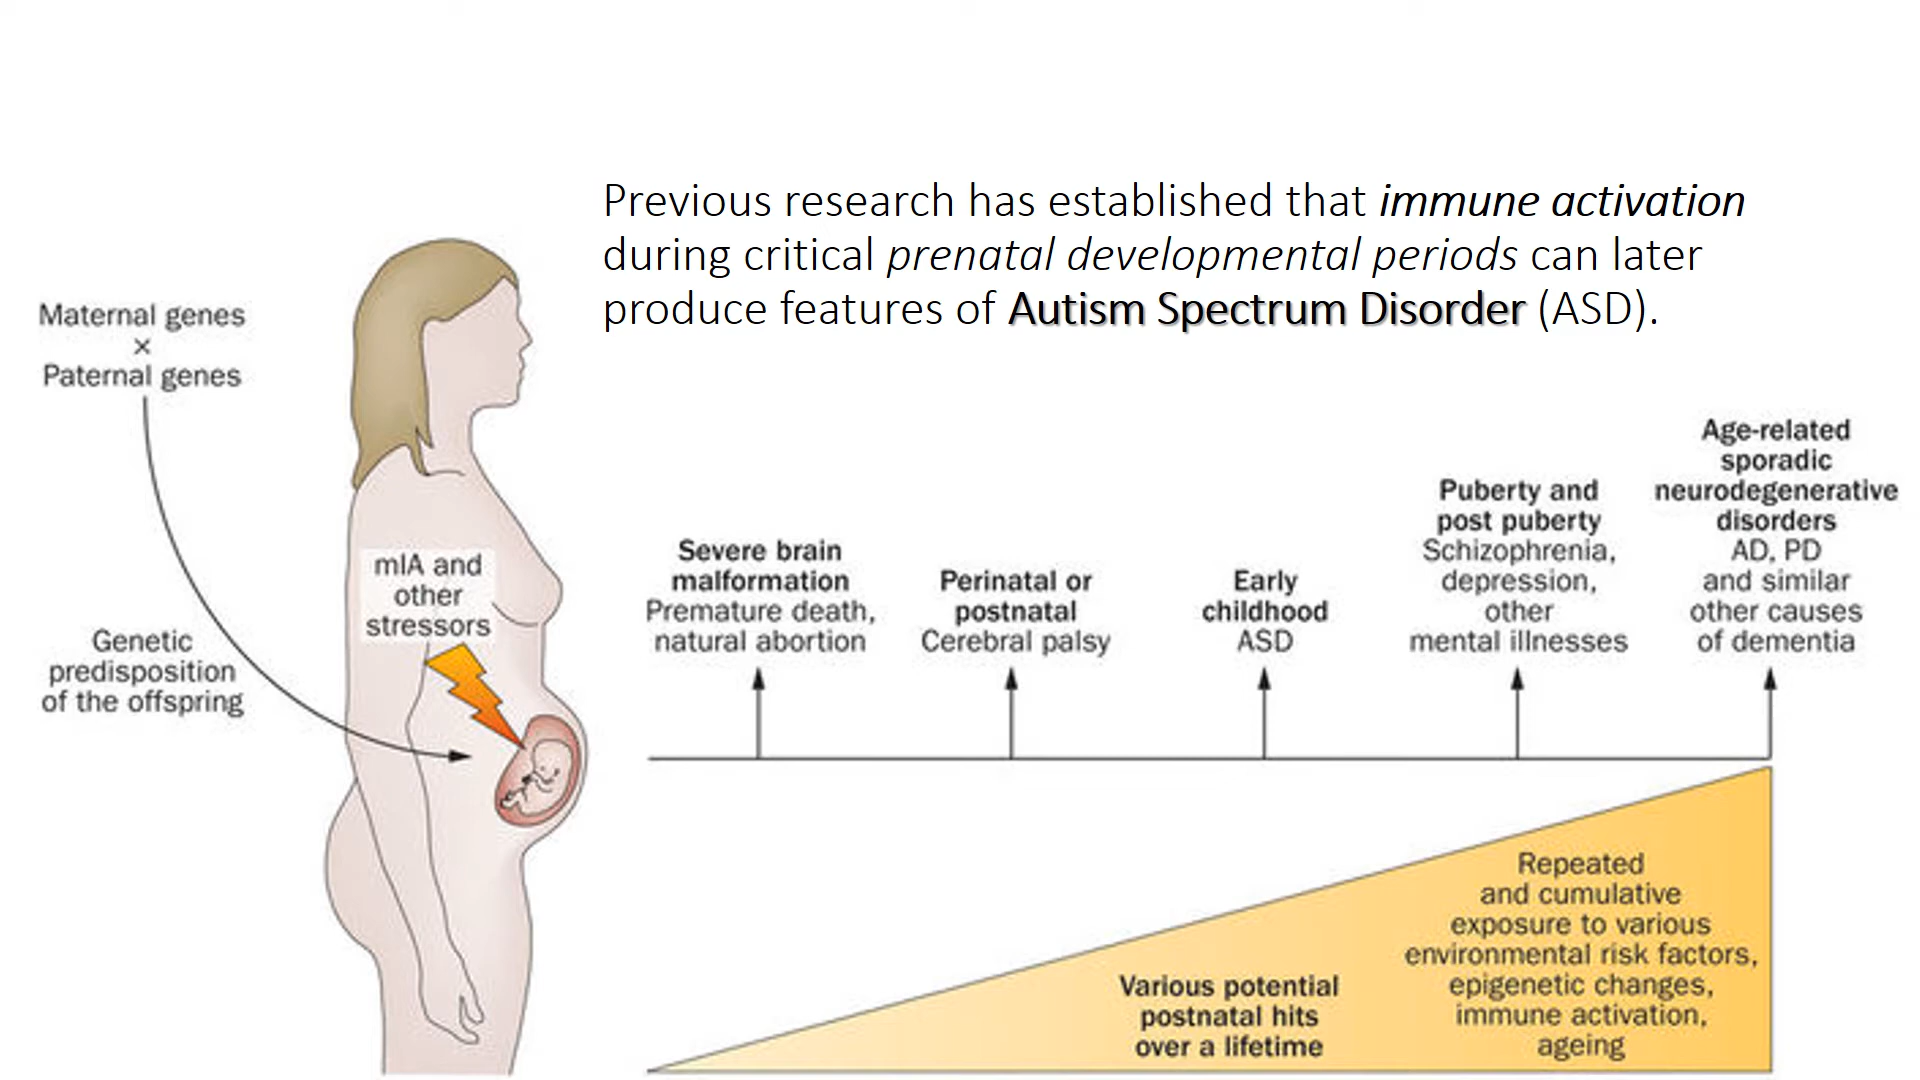 Previous research has established that immune activation
during critical prenatal developmental periods can later
produce features of Autism Spectrum Disorder (ASD).
Maternal genes
×
Paternal genes
Genetic
predisposition
of the offspring
mIA and
other
stressors
Severe brain
malformation
Premature death,
natural abortion
Perinatal or
postnatal
Cerebral palsy
Early
childhood
ASD
Puberty and
post puberty
Schizophrenia,
depression,
other
mental illnesses
Age-related
sporadic
neurodegenerative
disorders
AD, PD
and similar
other causes
of dementia
Various potential
postnatal hits
over a lifetime
Repeated
and cumulative
exposure to various
environmental risk factors,
epigenetic changes,
immune activation,
ageing